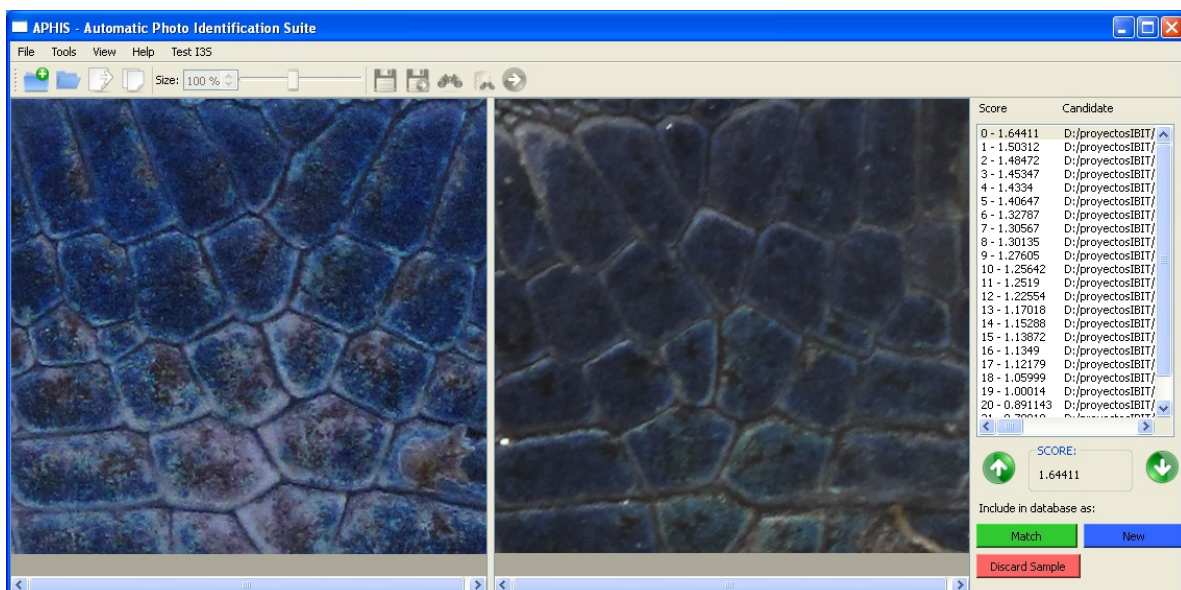 APHIS - Automatic Photo Identification Suite
File Tools View Help Test I3S
Size: 100 %
Score Candidate
0 - 1.64411 D:/proyectosIBIT/
1 - 1.50312 D:/proyectosIBIT/
2 - 1.48472 D:/proyectosIBIT/
3 - 1.45347 D:/proyectosIBIT/
4 - 1.4334 D:/proyectosIBIT/
5 - 1.40647 D:/proyectosIBIT/
6 - 1.32787 D:/proyectosIBIT/
7 - 1.30567 D:/proyectosIBIT/
8 - 1.30135 D:/proyectosIBIT/
9 - 1.27605 D:/proyectosIBIT/
10 - 1.25642 D:/proyectosIBIT/
11 - 1.2519 D:/proyectosIBIT/
12 - 1.22554 D:/proyectosIBIT/
13 - 1.17018 D:/proyectosIBIT/
14 - 1.15288 D:/proyectosIBIT/
15 - 1.13872 D:/proyectosIBIT/
16 - 1.1349 D:/proyectosIBIT/
17 - 1.12179 D:/proyectosIBIT/
18 - 1.05999 D:/proyectosIBIT/
19 - 1.00014 D:/proyectosIBIT/
20 - 0.891143 D:/proyectosIBIT/
SCORE:
1.64411
Include in database as:
Match New
Discard Sample